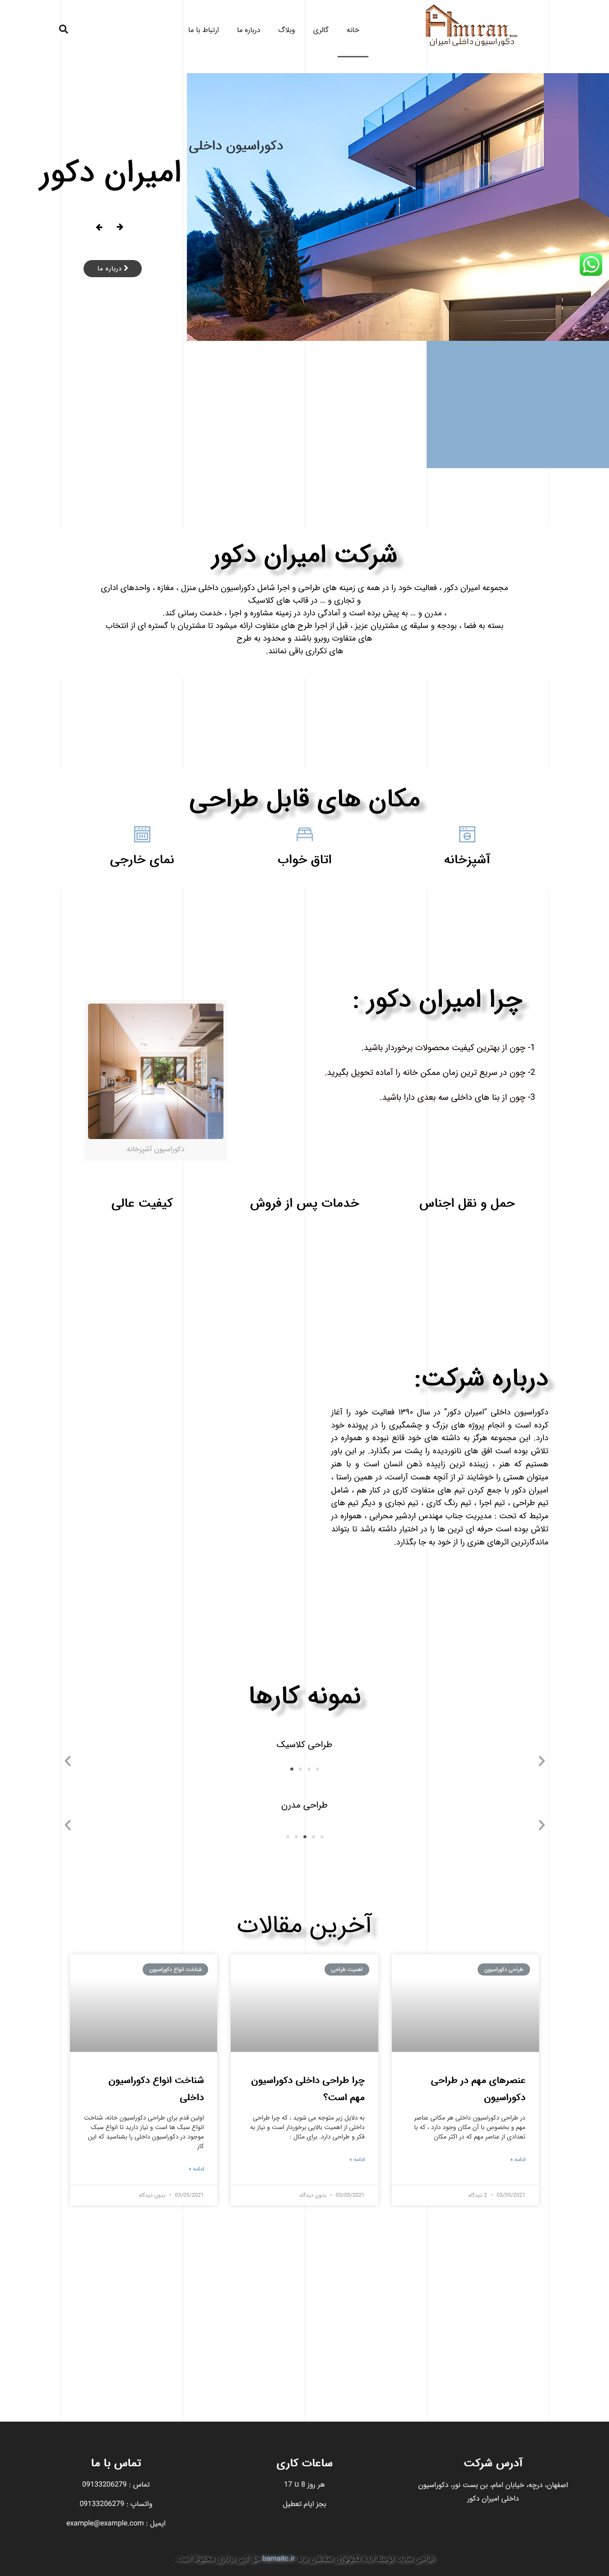 Amiran
دکوراسیون داخلی امیران
خانه
گالری
وبلاگ
درباره ما
ارتباط با ما
دکوراسیون داخلی
امیران دکور
درباره ما
شرکت امیران دکور
مجموعه امیران دکور ، فعالیت خود را در همه ی زمینه های طراحی و اجرا شامل دکوراسیون داخلی منزل ، مغازه ، واحدهای اداری
و تجاری و ... در قالب های کلاسیک
، مدرن و ... به پیش برده است و آمادگی دارد در زمینه مشاوره و اجرا ، خدمت رسانی کند.
بسته به فضا ، بودجه و سلیقه ی مشتریان عزیز ، قبل از اجرا طرح های متفاوت ارائه میشود تا مشتریان با گستره ای از انتخاب
های متفاوت روبرو باشند و محدود به طرح
های تکراری باقی نمانند.
مکان های قابل طراحی
آشپزخانه
اتاق خواب
نمای خارجی
چرا امیران دکور :
1- چون از بهترین کیفیت محصولات برخوردار باشید.
2- چون در سریع ترین زمان ممکن خانه را آماده تحویل بگیرید.
3- چون از بنا های داخلی سه بعدی دارا باشید.
دکوراسیون آشپزخانه
حمل و نقل اجناس
خدمات پس از فروش
کیفیت عالی
درباره شرکت:
دکوراسیون داخلی "امیران دکور" در سال ۱۳۹۰ فعالیت خود را آغاز
کرده است و انجام پروژه های بزرگ و چشمگیری را در پرونده خود
دارد. این مجموعه هرگز به داشته های خود قانع نبوده و همواره در
تلاش بوده است افق های نانوردیده را پشت سر بگذارد. بر این باور
هستیم که هنر ، زیبنده ترین زاییده ذهن انسان است و با هنر
میتوان هستی را خوشایند تر از آنچه هست آراست، در همین راستا ،
امیران دکور با جمع کردن تیم های متفاوت کاری در کنار هم ، شامل
تیم طراحی ، تیم اجرا ، تیم رنگ کاری ، تیم نجاری و دیگر تیم های
مرتبط که تحت : مدیریت جناب مهندس اردشیر محرابی ، همواره در
تلاش بوده است حرفه ای ترین ها را در اختیار داشته باشد تا بتواند
ماندگارترین اثرهای هنری را از خود به جا بگذارد.
نمونه کارها
طراحی کلاسیک
طراحی مدرن
آخرین مقالات
طراحی دکوراسیون
عنصرهای مهم در طراحی
دکوراسیون
در طراحی دکوراسیون داخلی هر مکانی عناصر
مهم و بخصوص با آن مکان وجود دارد ، که با
تعدادی از عناصر مهم که در اکثر مکان
ادامه »
03/05/2021 • 2 دیدگاه
اهمیت طراحی
چرا طراحی داخلی دکوراسیون
مهم است؟
به دلایل زیر متوجه می شوید ، که چرا طراحی
داخلی از اهمیت بالایی برخوردار است و نیاز به
فکر و طراحی دارد. برای مثال :
ادامه »
03/05/2021 • بدون دیدگاه
شناخت انواع دکوراسیون
شناخت انواع دکوراسیون
داخلی
اولین قدم برای طراحی دکوراسیون خانه، شناخت
انواع سبک ها است و نیاز دارید تا انواع سبک
موجود در دکوراسیون داخلی را بشناسید که این
کار
ادامه »
03/05/2021 • بدون دیدگاه
آدرس شرکت
اصفهان، درچه، خیابان امام، بن بست نور، دکوراسیون
داخلی امیران دکور
ساعات کاری
هر روز 8 تا 17
بجز ایام تعطیل
تماس با ما
تماس : 09133206279
واتساپ : 09133206279
ایمیل : example@example.com
bamaitc.ir